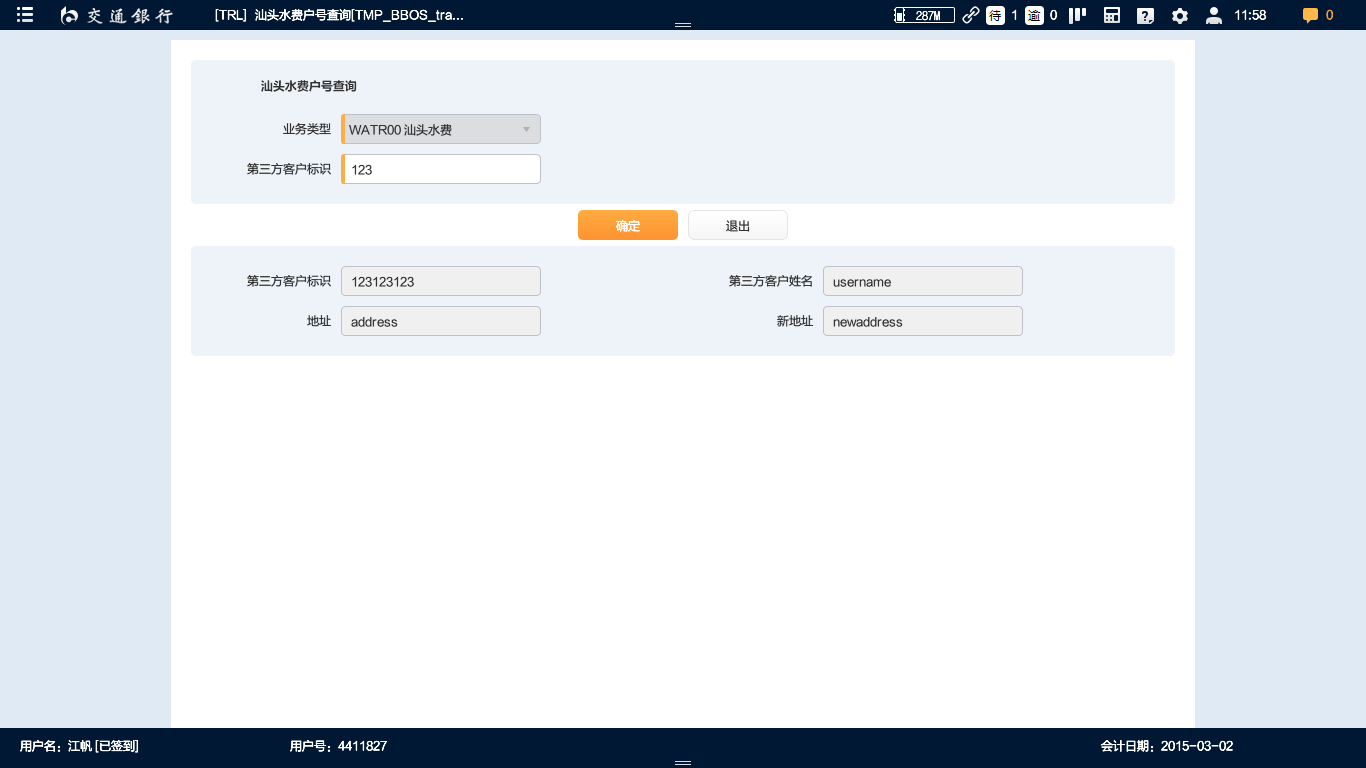 交通銀行 [TRL] 汕头水费户号查询[TMP_BBOS_tra... 287M 待 1 逾 0 11:58 0
汕头水费户号查询
业务类型 WATR00 汕头水费
第三方客户标识 123
确定 退出
第三方客户标识 123123123 第三方客户姓名 username
地址 address 新地址 newaddress
用户名：江帆 [已签到] 用户号：4411827 会计日期：2015-03-02